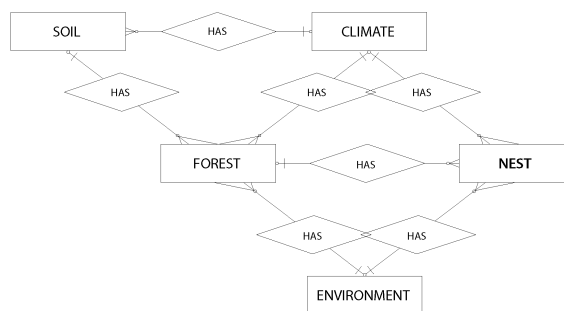 SOIL
HAS
CLIMATE
HAS
HAS
HAS
FOREST
HAS
NEST
HAS
HAS
ENVIRONMENT